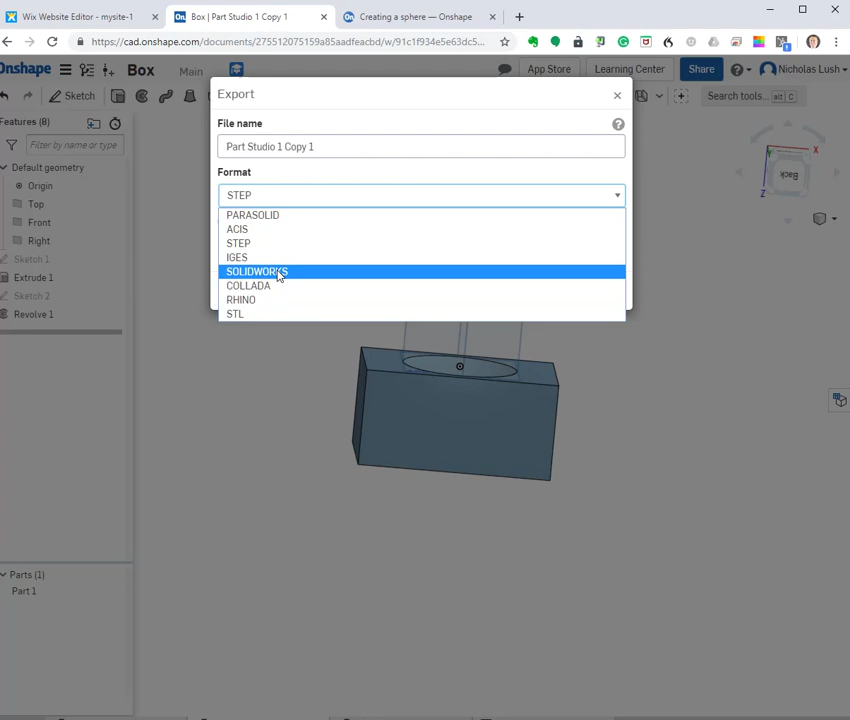 Wix Website Editor - mysite-1
Box | Part Studio 1 Copy 1
Creating a sphere — Onshape
https://cad.onshape.com/documents/275512075159a85aadfeacbd/w/91c1f934e5e63dc5...
Onshape
Box
Main
App Store
Learning Center
Share
Nicholas Lush
Sketch
Search tools...
alt C
Features (8)
Filter by name or type
Default geometry
Origin
Top
Front
Right
Sketch 1
Extrude 1
Sketch 2
Revolve 1
Parts (1)
Part 1
Export
File name
Part Studio 1 Copy 1
Format
STEP
PARASOLID
ACIS
STEP
IGES
SOLIDWORKS
COLLADA
RHINO
STL
X
Y
Z
Back